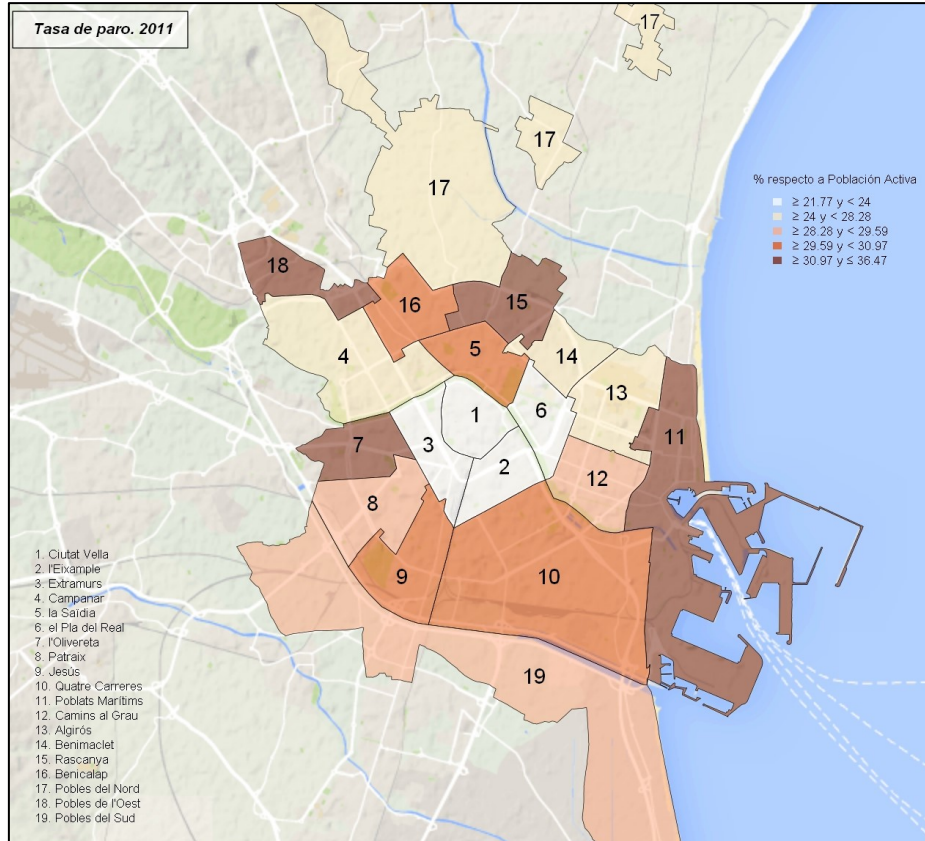 Tasa de paro. 2011
17
17
17
% respecto a Población Activa
≥ 21.77 y < 24
≥ 24 y < 28.28
≥ 28.28 y < 29.59
≥ 29.59 y < 30.97
≥ 30.97 y ≤ 36.47
18
16
15
4
5
14
13
6
1
11
3
7
2
12
8
9
10
19
1. Ciutat Vella
2. l'Eixample
3. Extramurs
4. Campanar
5. la Saïdia
6. el Pla del Real
7. l'Olivereta
8. Patraix
9. Jesús
10. Quatre Carreres
11. Poblats Marítims
12. Camins al Grau
13. Algirós
14. Benimaclet
15. Rascanya
16. Benicalap
17. Pobles del Nord
18. Pobles de l'Oest
19. Pobles del Sud